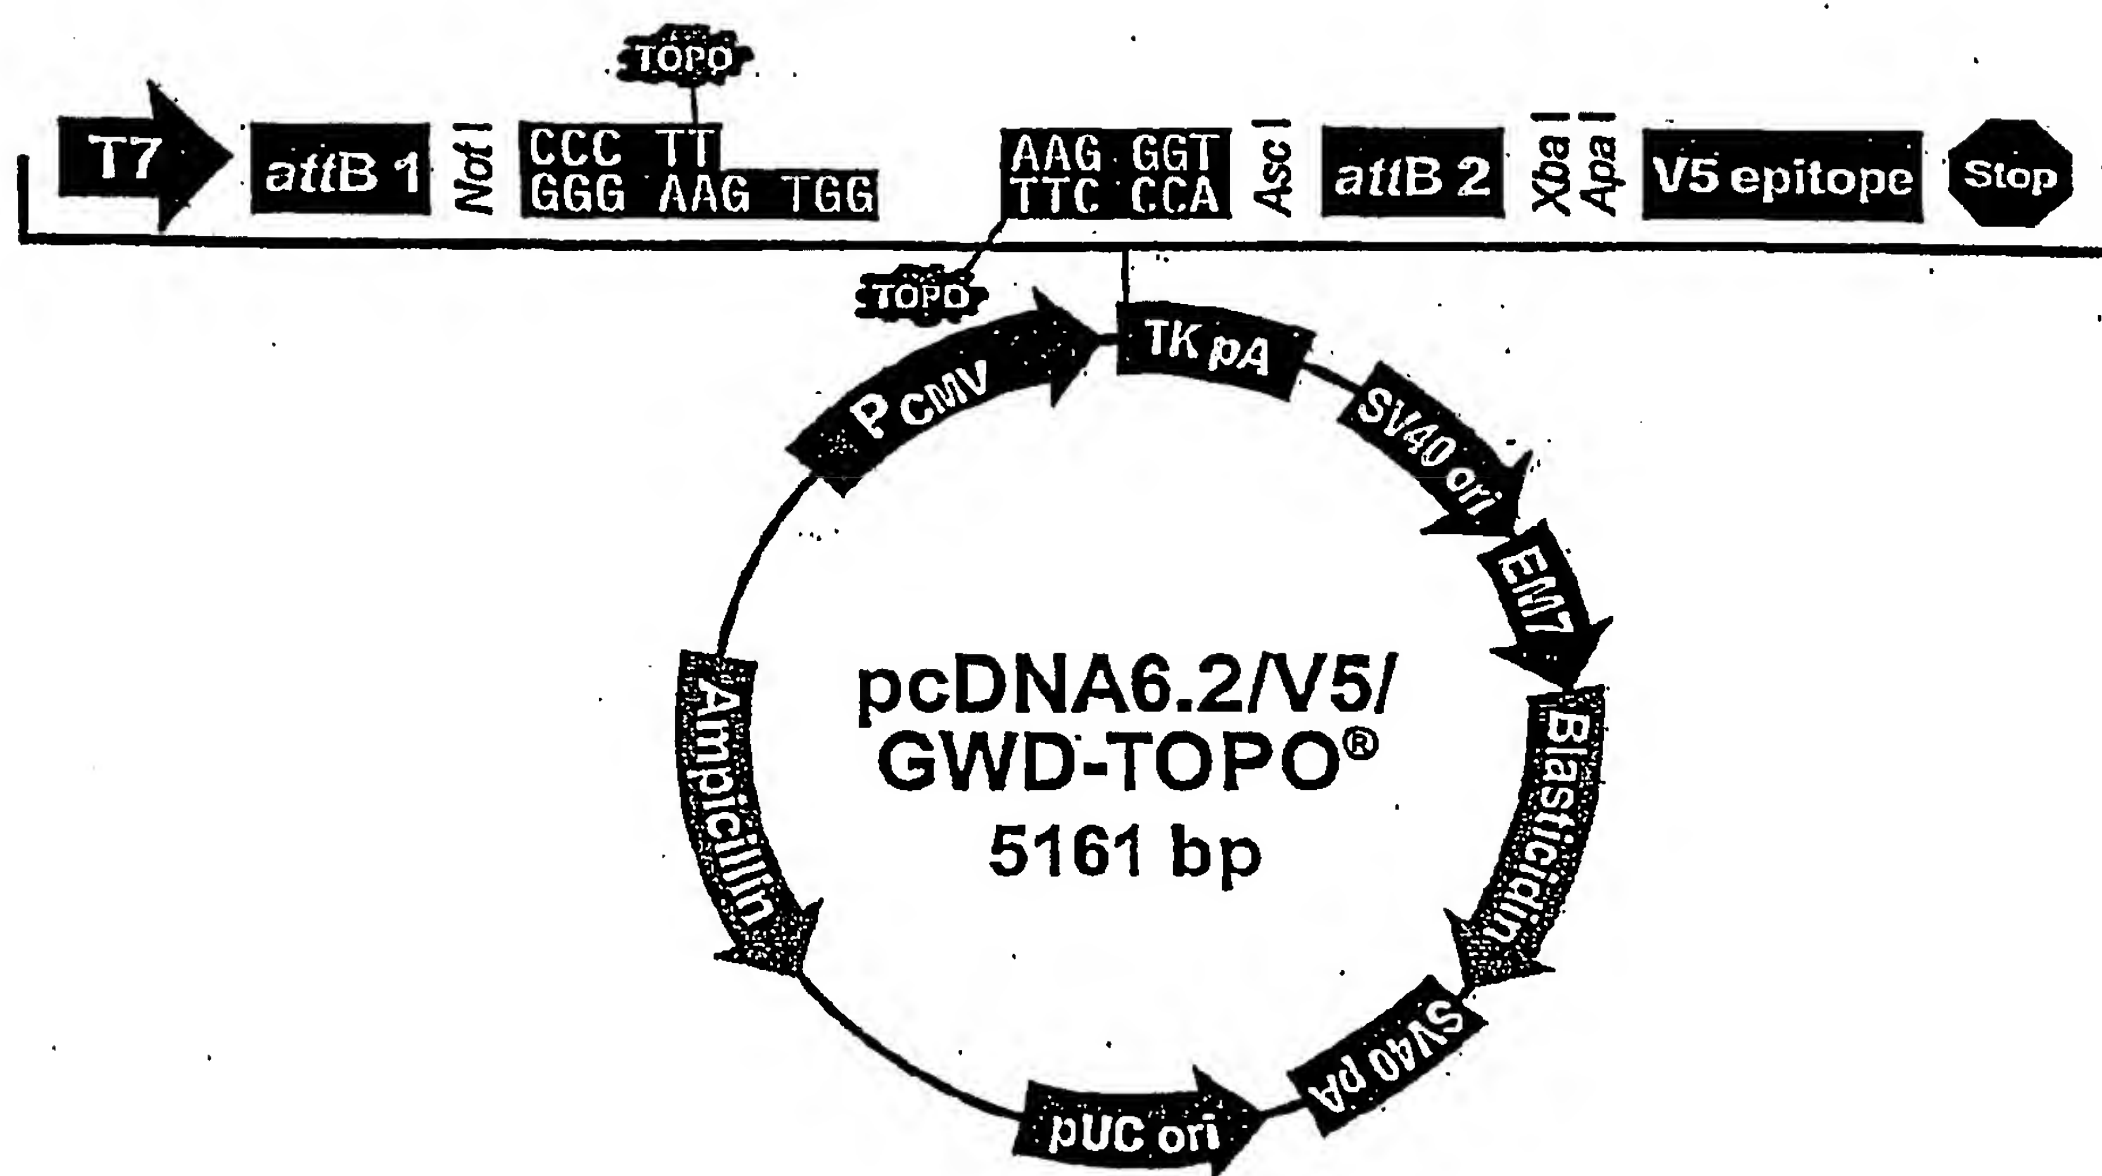 TOPO
T7
attB 1
Not I
CCC TT
GGG AAG TGG
AAG GGT
TTC CCA
Asc I
attB 2
Xba I
Apa I
V5 epitope
Stop
TOPO
PCMV
TK pA
SV40 ori
EM7
Blasticidin
SV40 pA
pUC ori
Ampicillin
pcDNA6.2/V5/
GWD-TOPO®
5161 bp